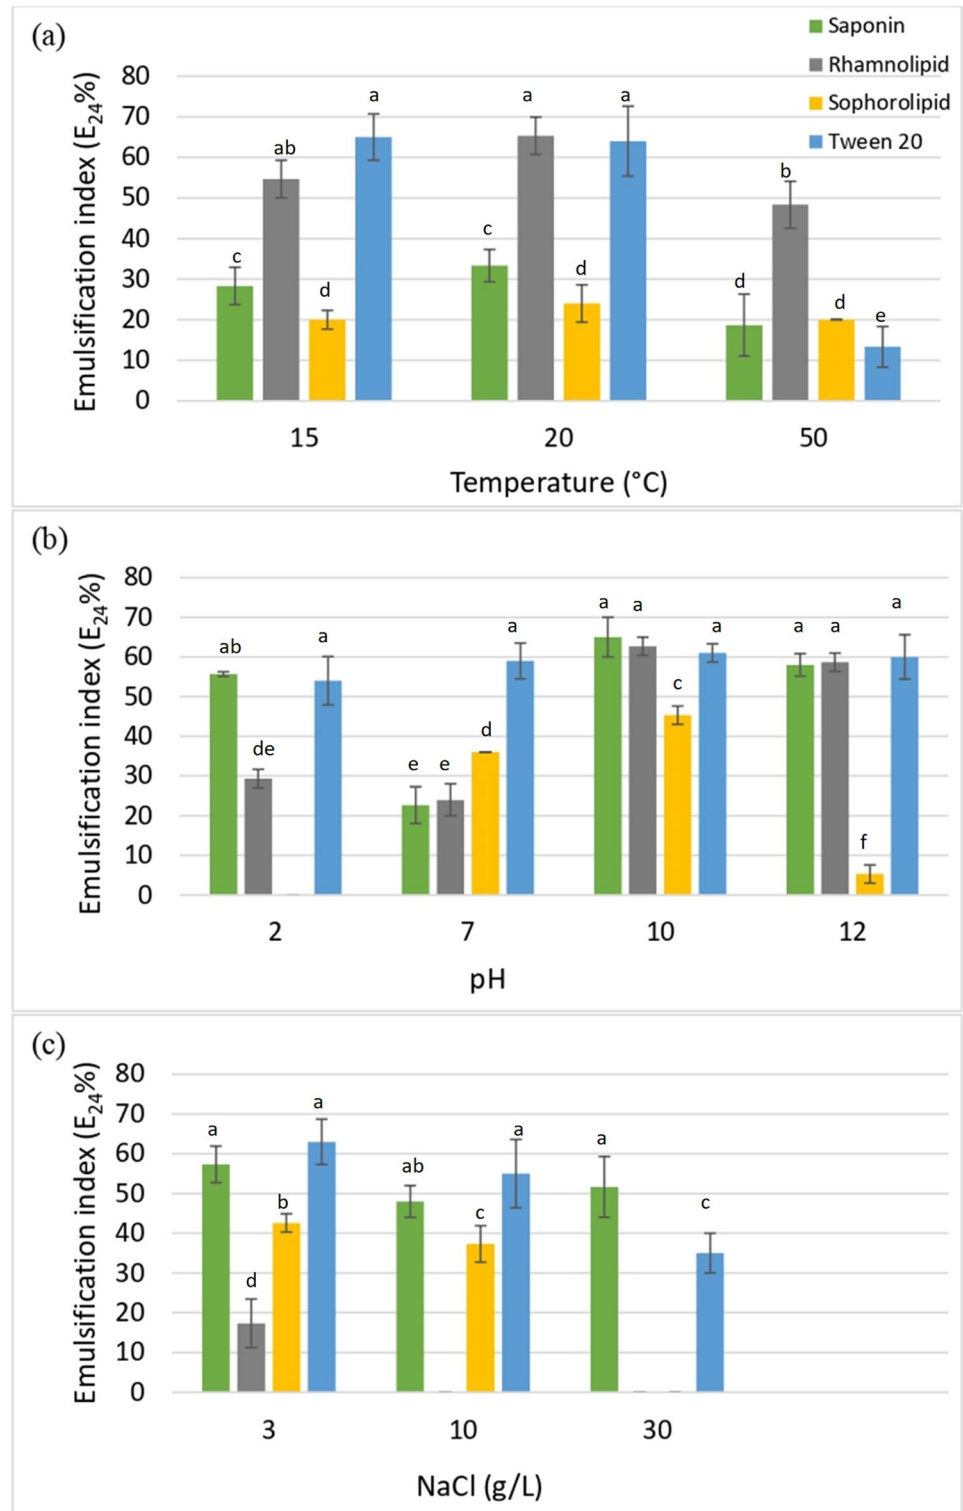 (a)
Saponin
Rhamnolipid
Sophorolipid
Tween 20
Emulsification index (E24%)
80
70
60
50
40
30
20
10
0
c
ab
d
a
c
a
d
a
d
b
d
e
15
20
50
Temperature (°C)
(b)
Emulsification index (E24%)
80
70
60
50
40
30
20
10
0
ab
de
a
e
e
d
a
a
a
c
a
a
a
f
a
2
7
10
12
pH
(c)
Emulsification index (E24%)
80
70
60
50
40
30
20
10
0
a
d
b
a
ab
c
a
a
c
3
10
30
NaCl (g/L)